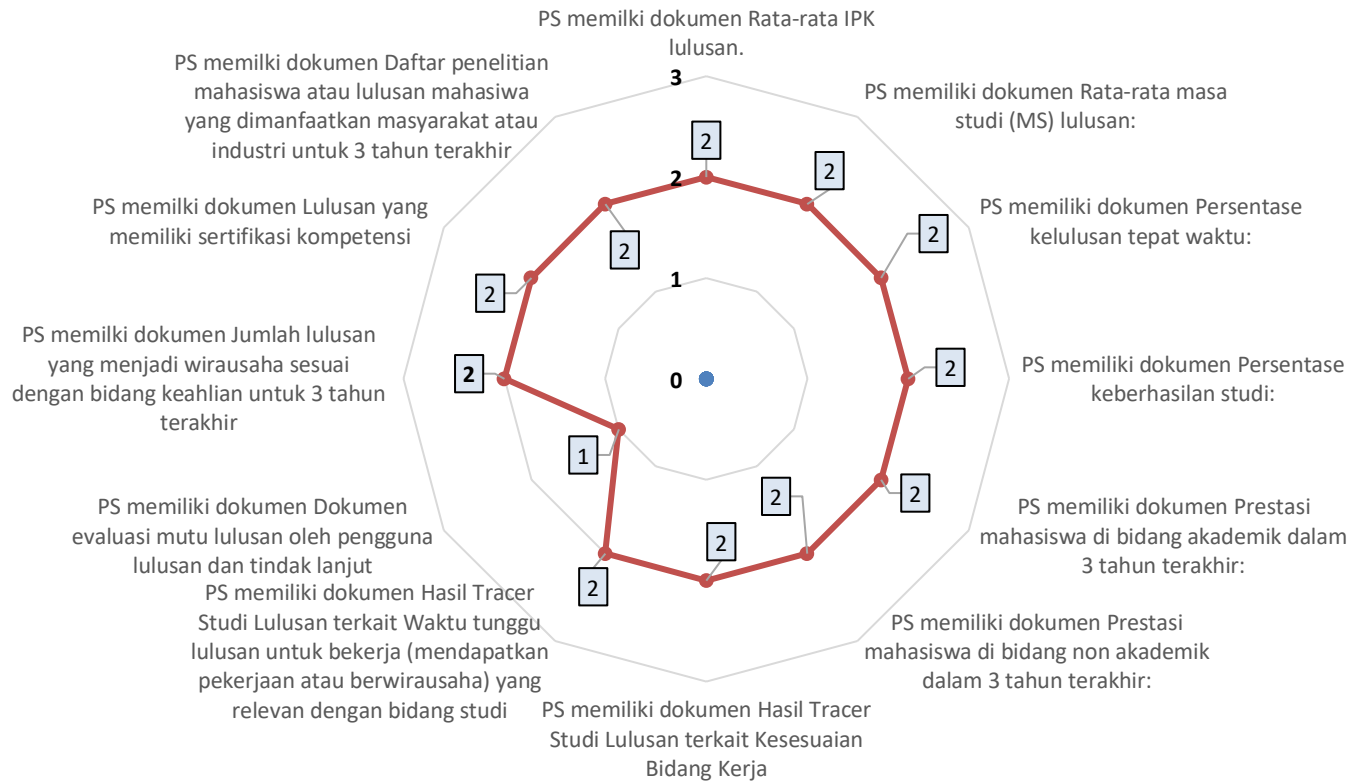 PS memilki dokumen Rata-rata IPK
lulusan.
PS memiliki dokumen Rata-rata masa
studi (MS) lulusan:
PS memiliki dokumen Persentase
kelulusan tepat waktu:
PS memiliki dokumen Persentase
keberhasilan studi:
PS memiliki dokumen Prestasi
mahasiswa di bidang akademik dalam
3 tahun terakhir:
PS memiliki dokumen Prestasi
mahasiswa di bidang non akademik
dalam 3 tahun terakhir:
PS memiliki dokumen Hasil Tracer
Studi Lulusan terkait Kesesuaian
Bidang Kerja
PS memiliki dokumen Hasil Tracer
Studi Lulusan terkait Waktu tunggu
lulusan untuk bekerja (mendapatkan
pekerjaan atau berwirausaha) yang
relevan dengan bidang studi
PS memiliki dokumen Dokumen
evaluasi mutu lulusan oleh pengguna
lulusan dan tindak lanjut
PS memilki dokumen Jumlah lulusan
yang menjadi wirausaha sesuai
dengan bidang keahlian untuk 3 tahun
terakhir
PS memilki dokumen Lulusan yang
memiliki sertifikasi kompetensi
PS memilki dokumen Daftar penelitian
mahasiswa atau lulusan mahasiwa
yang dimanfaatkan masyarakat atau
industri untuk 3 tahun terakhir
3
2
1
0
2
2
2
2
2
2
2
2
1
2
2
2